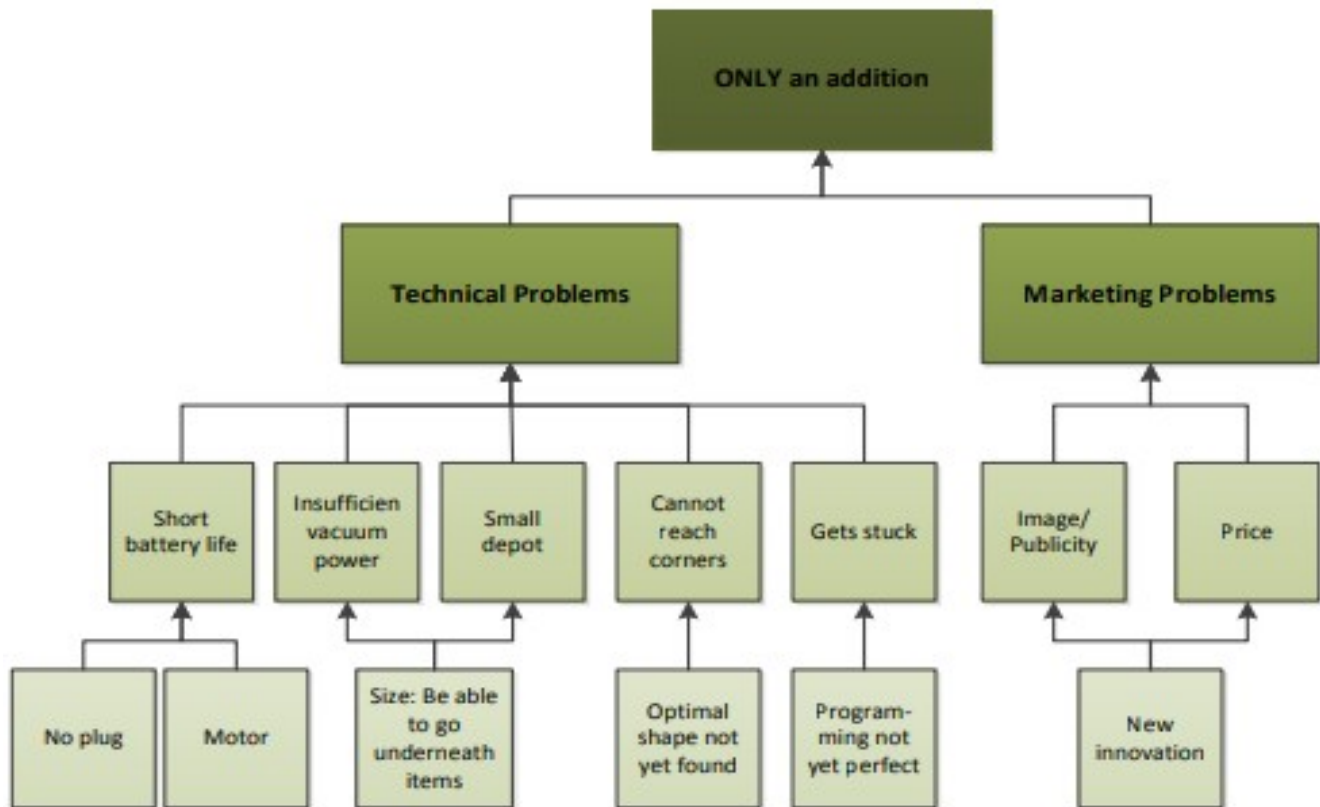 ONLY an addition
Technical Problems
Marketing Problems
Short
battery life
Insufficien
vacuum
power
Small
depot
Cannot
reach
corners
Gets stuck
Image/
Publicity
Price
No plug
Motor
Size: Be able
to go
underneath
items
Optimal
shape not
yet found
Program-
ming not
yet perfect
New
innovation